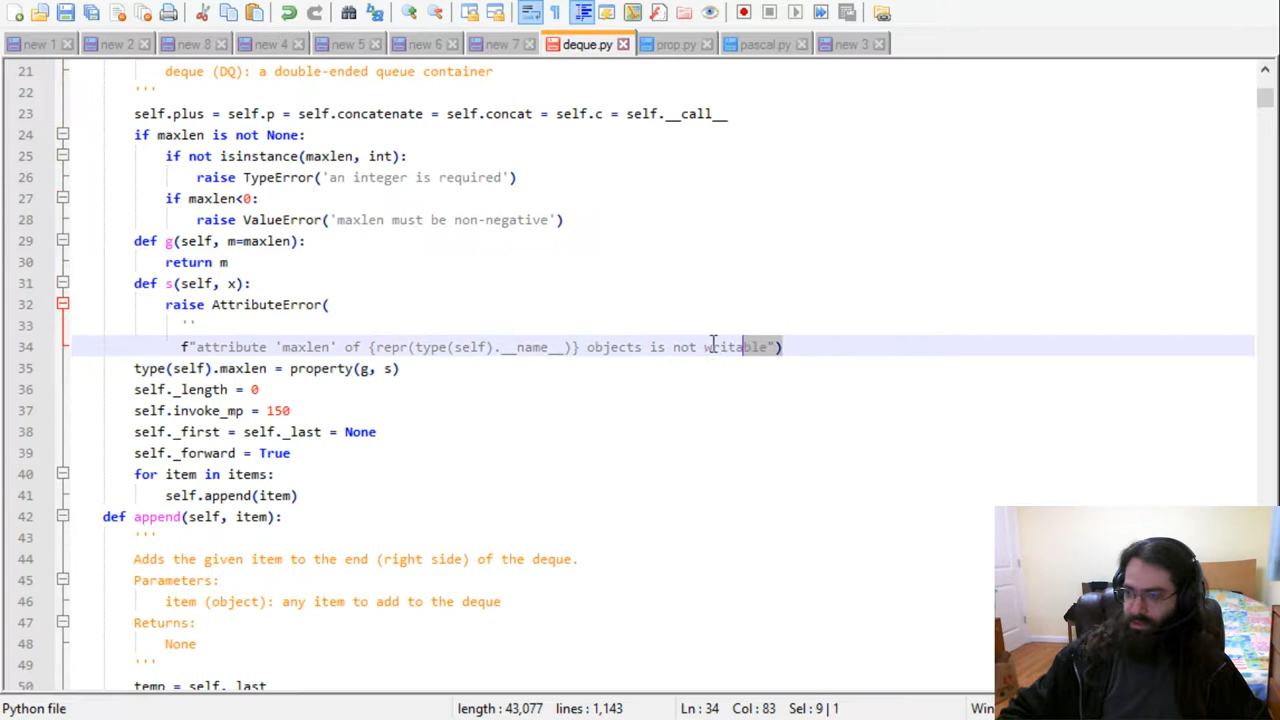 new 1
new 2
new 8
new 4
new 5
new 6
new 7
deque.py
prop.py
pascal.py
new 3
21 deque (DQ): a double-ended queue container
22 '''
23 self.plus = self.p = self.concatenate = self.concat = self.c = self.__call__
24 if maxlen is not None:
25 if not isinstance(maxlen, int):
26 raise TypeError('an integer is required')
27 if maxlen<0:
28 raise ValueError('maxlen must be non-negative')
29 def g(self, m=maxlen):
30 return m
31 def s(self, x):
32 raise AttributeError(
33 ''
34 f"attribute 'maxlen' of {repr(type(self).__name__)} objects is not writable")
35 type(self).maxlen = property(g, s)
36 self._length = 0
37 self.invoke_mp = 150
38 self._first = self._last = None
39 self._forward = True
40 for item in items:
41 self.append(item)
42 def append(self, item):
43 '''
44 Adds the given item to the end (right side) of the deque.
45 Parameters:
46 item (object): any item to add to the deque
47 Returns:
48 None
49 '''
50 temp = self._last
Python file
length : 43,077 lines : 1,143
Ln : 34 Col : 83 Sel : 9 | 1
Win